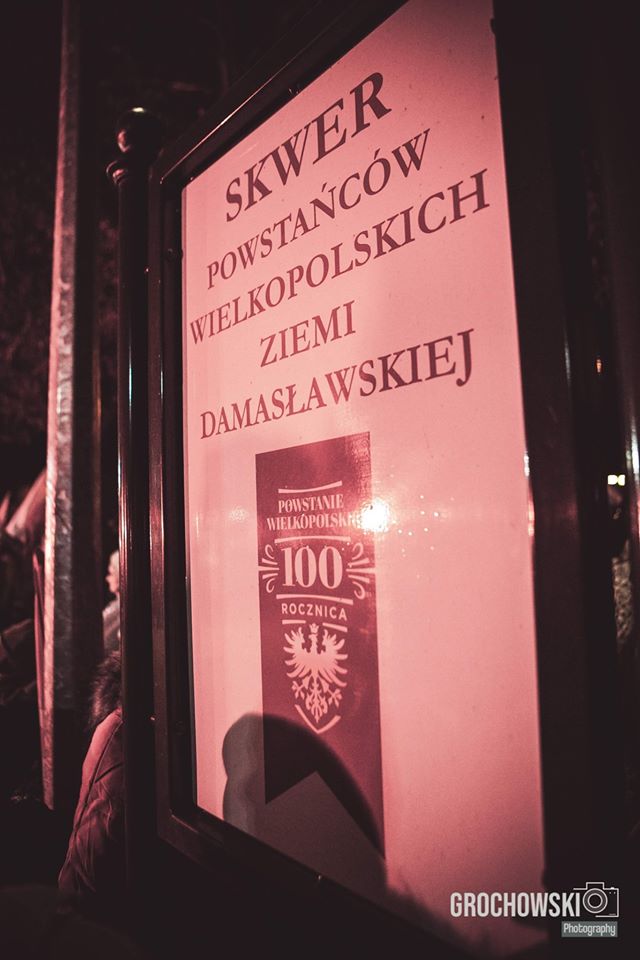 SKWER
POWSTAŃCÓW
WIELKOPOLSKICH
ZIEMI
DAMASŁAWSKIEJ
POWSTANIE
WIELKOPOLSKIE
100
ROCZNICA
GROCHOWSKI
Photography